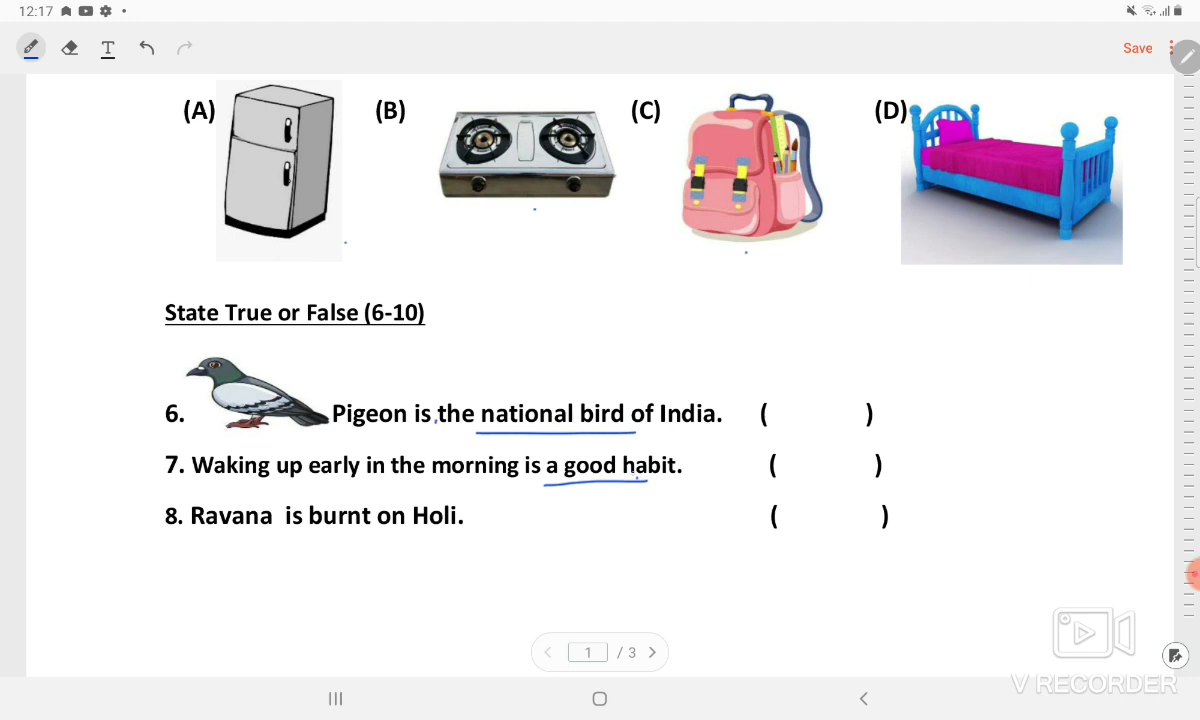 12:17
Save
(A) (B) (C) (D)
State True or False (6-10)
6. Pigeon is the national bird of India. ( )
7. Waking up early in the morning is a good habit. ( )
8. Ravana is burnt on Holi. ( )
1 / 3
V RECORDER